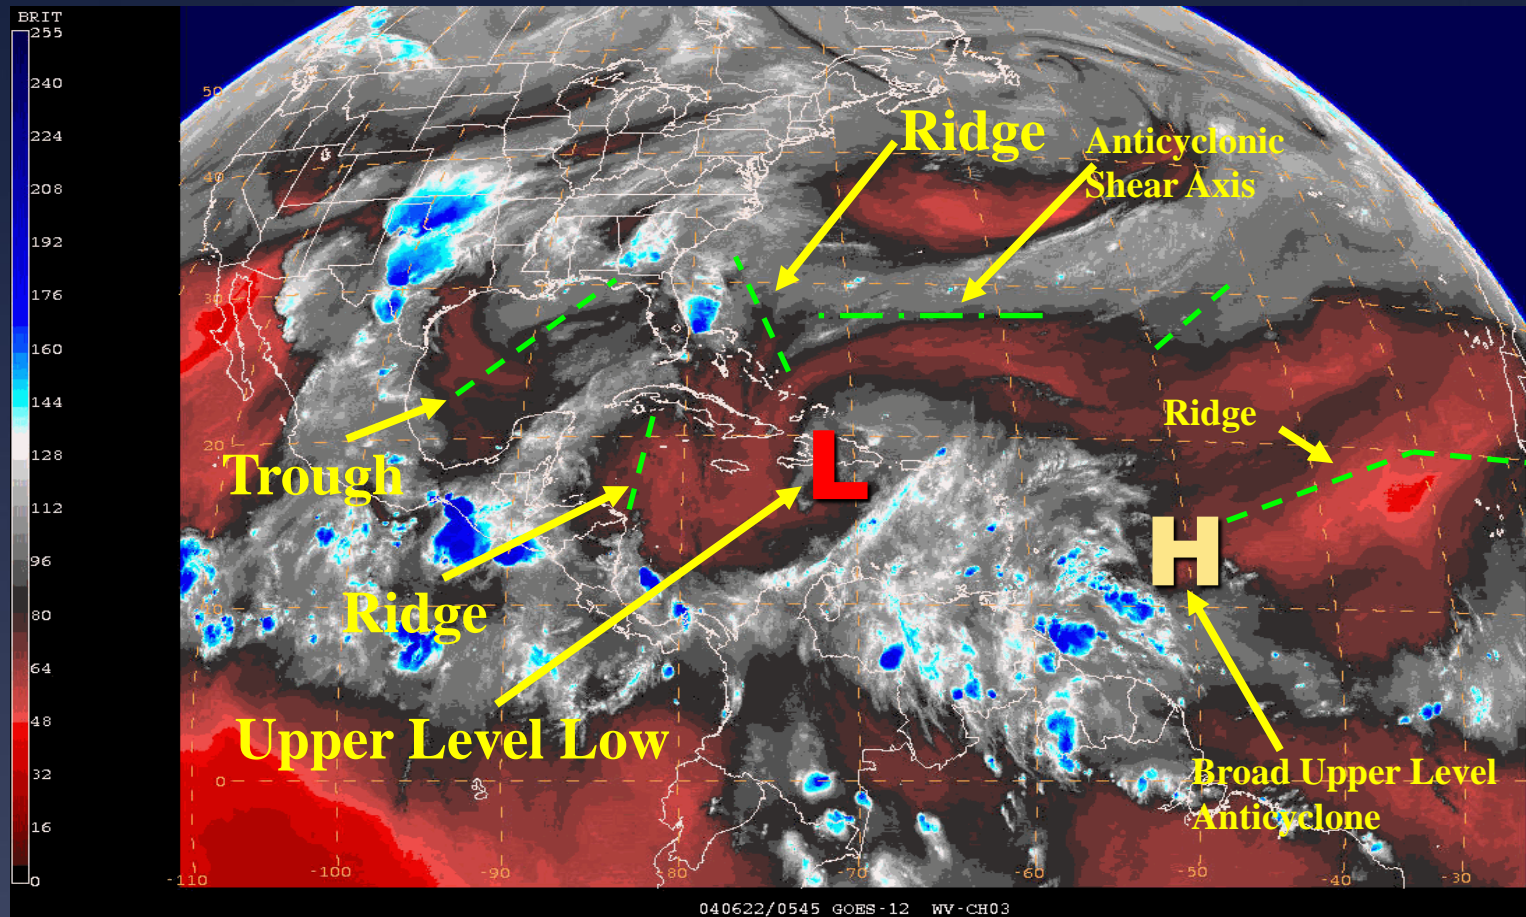 BRIT
255
240
224
208
192
176
160
144
128
112
96
80
64
48
32
16
0
50
40
30
20
10
0
-110
-100
-90
-80
-70
-60
-50
-40
-30
Ridge
Anticyclonic
Shear Axis
Ridge
Trough
L
H
Ridge
Upper Level Low
Broad Upper Level
Anticyclone
040622/0545 GOES-12 WV-CH03